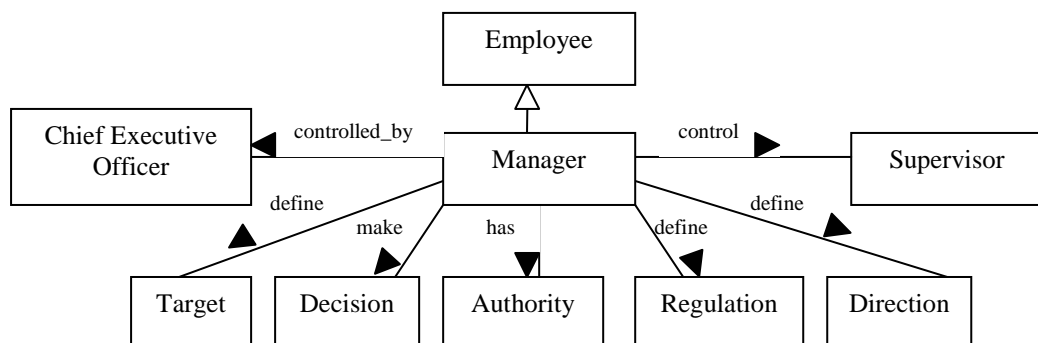 Employee
Chief Executive
Officer
controlled_by
Manager
control
Supervisor
define
make
has
define
define
Target
Decision
Authority
Regulation
Direction